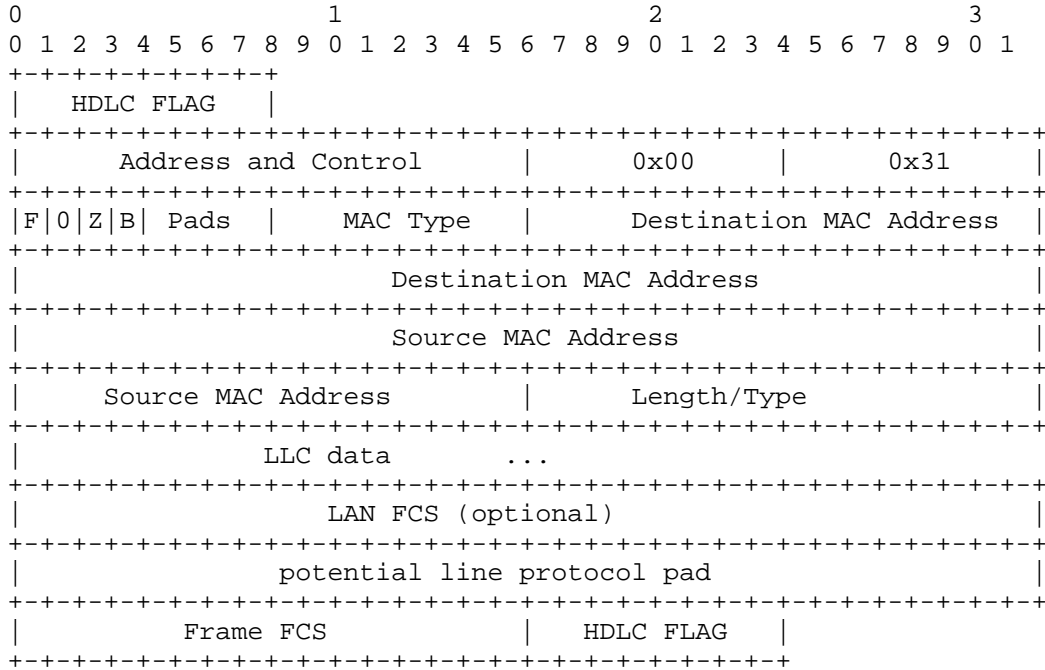 0                   1                   2                   3
0 1 2 3 4 5 6 7 8 9 0 1 2 3 4 5 6 7 8 9 0 1 2 3 4 5 6 7 8 9 0 1
+-+-+-+-+-+-+-+-+
|   HDLC FLAG   |
+-+-+-+-+-+-+-+-+-+-+-+-+-+-+-+-+-+-+-+-+-+-+-+-+-+-+-+-+-+-+-+-+
|      Address and Control      |      0x00     |      0x31     |
+-+-+-+-+-+-+-+-+-+-+-+-+-+-+-+-+-+-+-+-+-+-+-+-+-+-+-+-+-+-+-+-+
|F|0|Z|B| Pads  |    MAC Type   |      Destination MAC Address  |
+-+-+-+-+-+-+-+-+-+-+-+-+-+-+-+-+-+-+-+-+-+-+-+-+-+-+-+-+-+-+-+-+
|                       Destination MAC Address                 |
+-+-+-+-+-+-+-+-+-+-+-+-+-+-+-+-+-+-+-+-+-+-+-+-+-+-+-+-+-+-+-+-+
|                       Source MAC Address                      |
+-+-+-+-+-+-+-+-+-+-+-+-+-+-+-+-+-+-+-+-+-+-+-+-+-+-+-+-+-+-+-+-+
|     Source MAC Address        |      Length/Type              |
+-+-+-+-+-+-+-+-+-+-+-+-+-+-+-+-+-+-+-+-+-+-+-+-+-+-+-+-+-+-+-+-+
|               LLC data       ...
+-+-+-+-+-+-+-+-+-+-+-+-+-+-+-+-+-+-+-+-+-+-+-+-+-+-+-+-+-+-+-+-+
|                   LAN FCS (optional)                          |
+-+-+-+-+-+-+-+-+-+-+-+-+-+-+-+-+-+-+-+-+-+-+-+-+-+-+-+-+-+-+-+-+
|                potential line protocol pad                    |
+-+-+-+-+-+-+-+-+-+-+-+-+-+-+-+-+-+-+-+-+-+-+-+-+-+-+-+-+-+-+-+-+
|          Frame FCS            |   HDLC FLAG   |
+-+-+-+-+-+-+-+-+-+-+-+-+-+-+-+-+-+-+-+-+-+-+-+-+